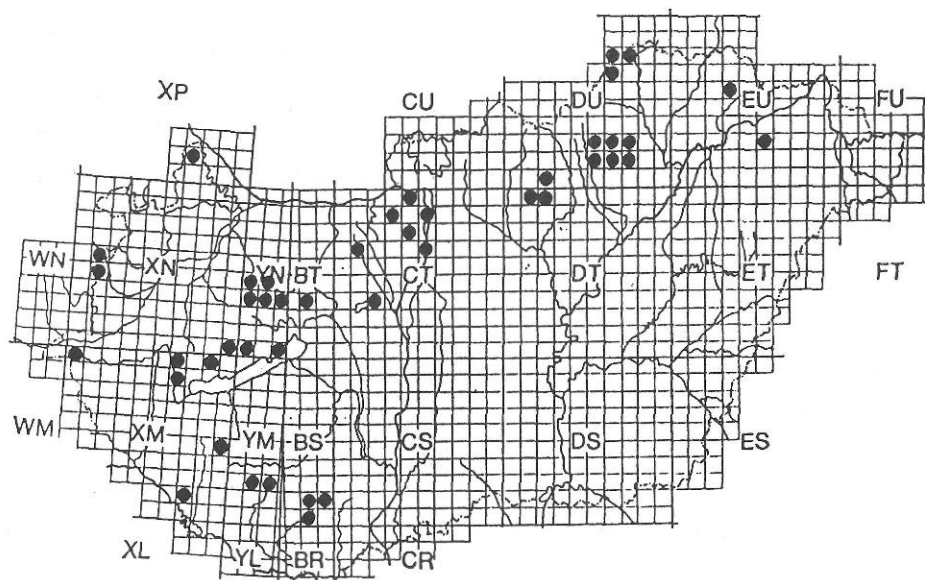 XP
CU
DU
EU
FU
WN
XN
YN
BT
CT
DT
ET
FT
WM
XM
YM
BS
CS
DS
ES
XL
YL
BR
CR